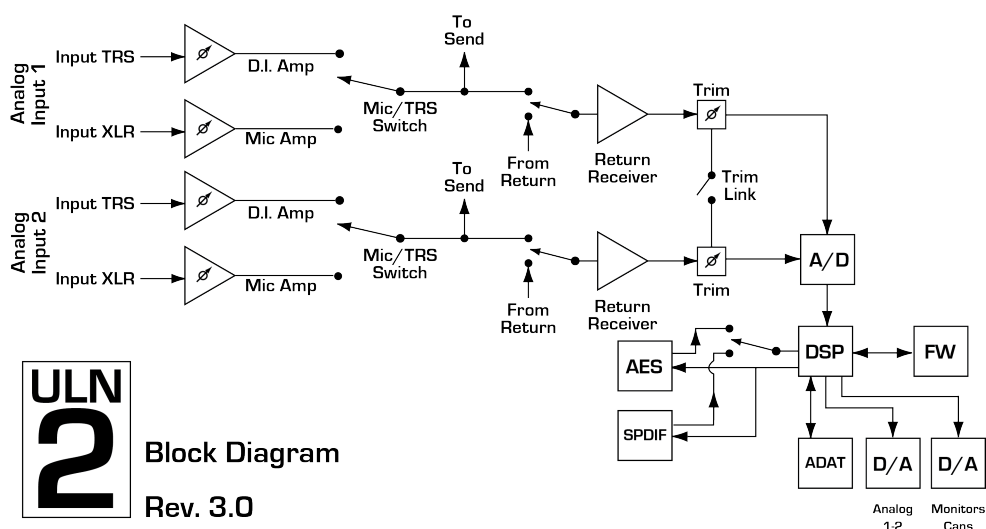 To
Send
Input TRS
D.I. Amp
Trim
Analog
Input 1
Mic/TRS
Switch
Input XLR
Mic Amp
From
Return
Return
Receiver
To
Send
Trim
Link
Input TRS
D.I. Amp
Analog
Input 2
Mic/TRS
Switch
A/D
Input XLR
Mic Amp
Trim
From
Return
Return
Receiver
DSP
FW
AES
ULN
2
SPDIF
Block Diagram
ADAT
D/A
D/A
Rev. 3.0
Analog
1-2
Monitors
Cans